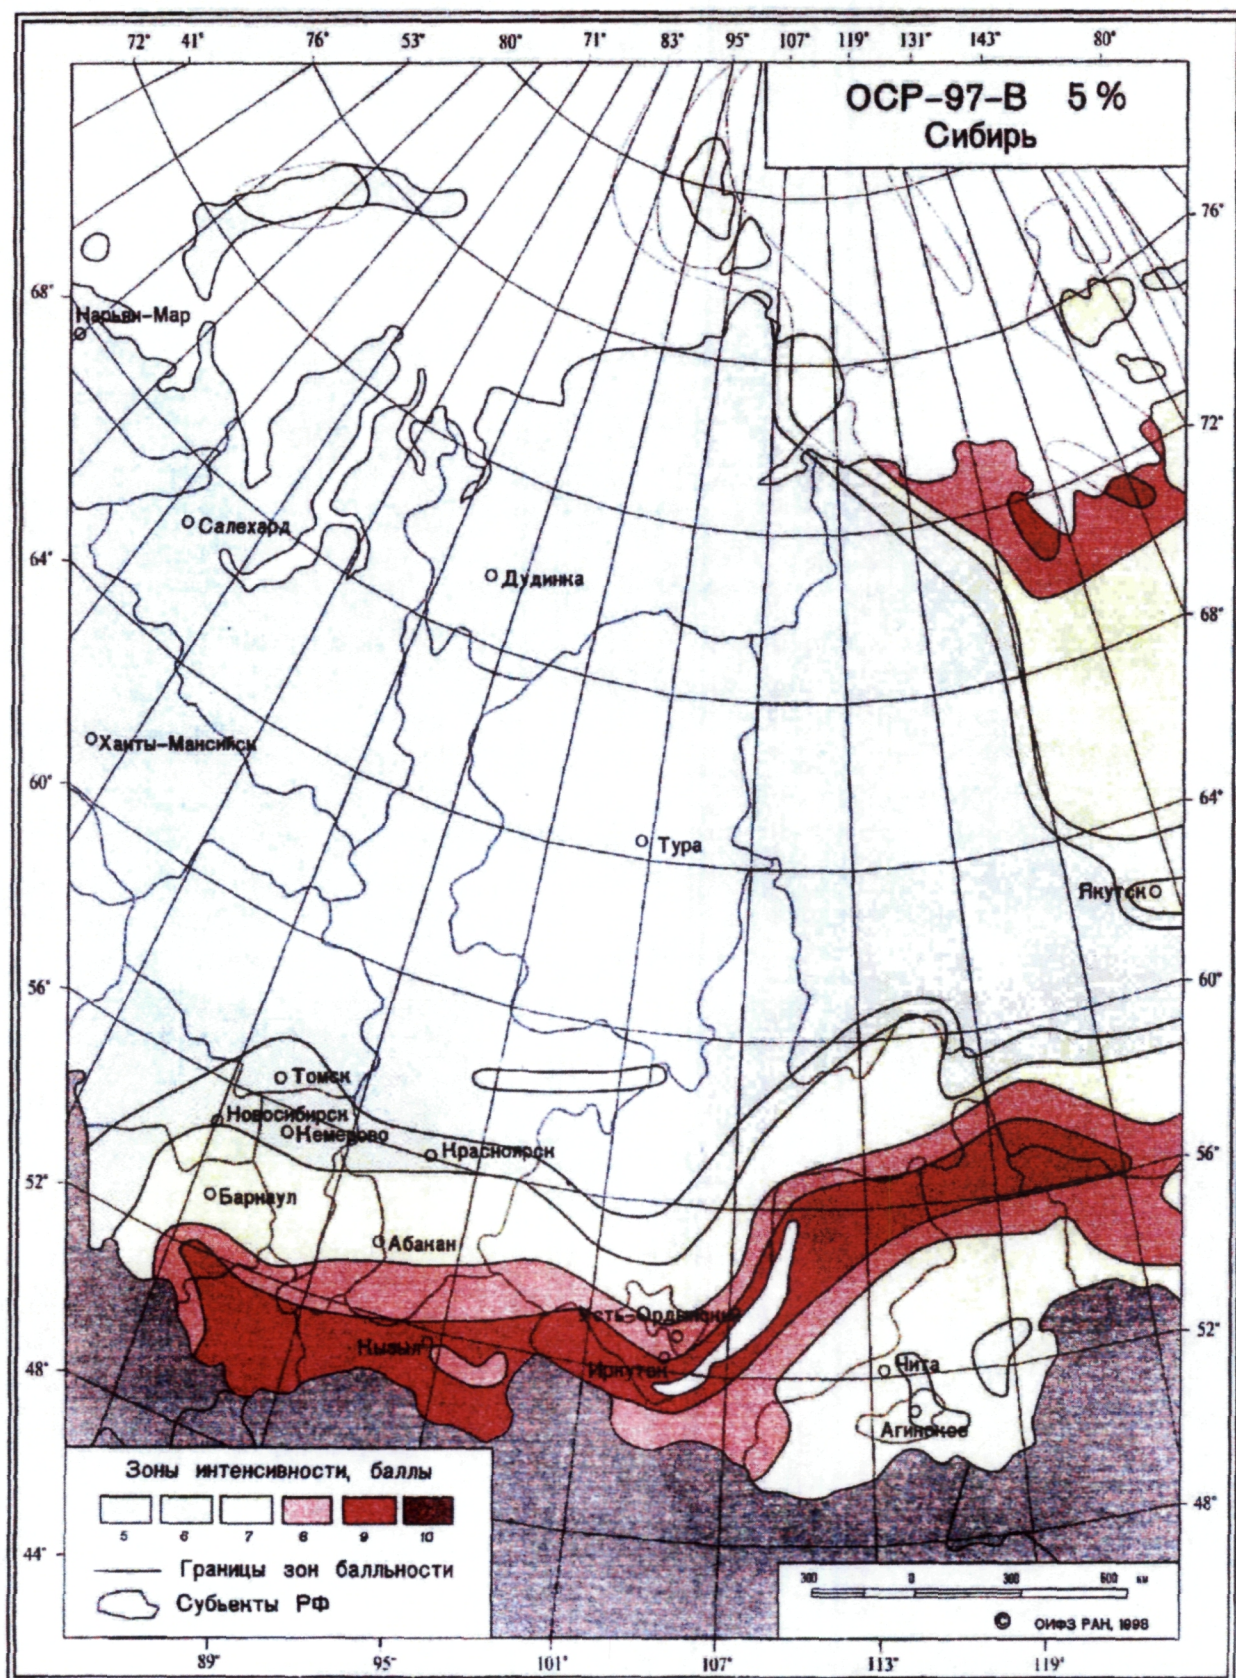 72° 41° 76° 53° 80° 71° 83° 95° 107° 119° 131° 143° 80°
ОСР-97-В 5%
Сибирь
76°
68°
Нарьян-Мар
72°
Салехард
64°
Дудинка
68°
Ханты-Мансийск
60°
64°
Тура
Якутск
56°
60°
Томск
Новосибирск
Кемерово
Красноярск
56°
52°
Барнаул
Абакан
Усть-Ордынский
52°
Кызыл
Иркутск
Чита
48°
Агинское
Зоны интенсивности, баллы
5 6 7 8 9 10
48°
44°
Границы зон балльности
Субьекты РФ
300 0 300 600 км
© ОИФЗ РАН, 1998
89° 95° 101° 107° 113° 119°